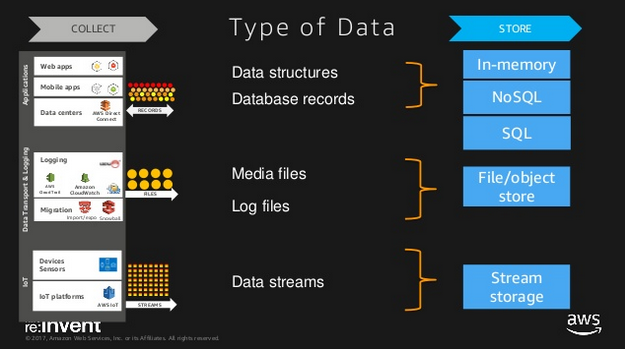 COLLECT
Type of Data
STORE
Applications
Web apps
Mobile apps
Data centers
AWS Direct
Connect
RECORDS
Data structures
Database records
In-memory
NoSQL
SQL
Data Transport & Logging
Logging
AWS
CloudTrail
Amazon
CloudWatch
FILES
Migration
Import/expo
Snowball
Media files
Log files
File/object
store
IoT
Devices
Sensors
IoT platforms
AWS IoT
STREAMS
Data streams
Stream
storage
re:Invent
© 2017, Amazon Web Services, Inc. or its Affiliates. All rights reserved.
aws